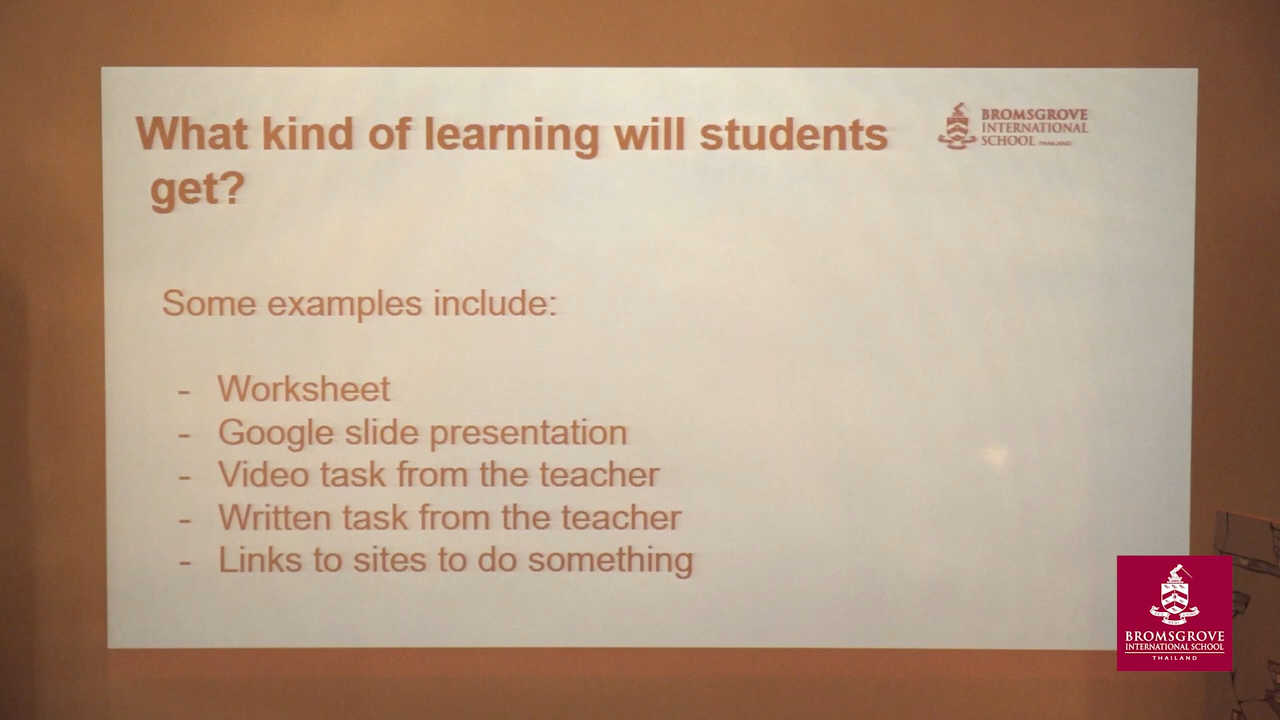 What kind of learning will students
get?
BROMSGROVE
INTERNATIONAL
SCHOOL THAILAND
Some examples include:
- Worksheet
- Google slide presentation
- Video task from the teacher
- Written task from the teacher
- Links to sites to do something
BROMSGROVE
INTERNATIONAL SCHOOL
THAILAND